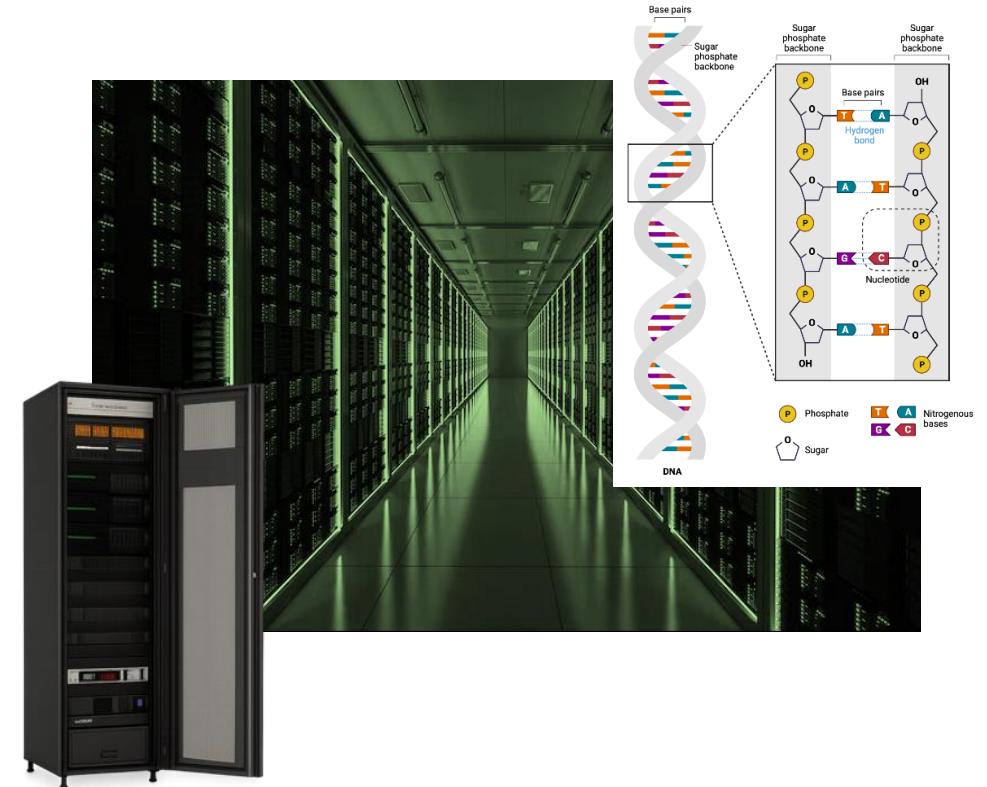 Base pairs
Sugar
phosphate
backbone
DNA
Sugar
phosphate
backbone
Sugar
phosphate
backbone
P
O
OH
O
Base pairs
T A
Hydrogen
bond
P
P
O
A T
O
P
P
O
G C
O
Nucleotide
P
P
O
A T
O
OH
P
P Phosphate
O Sugar
T A
G C
Nitrogenous
bases